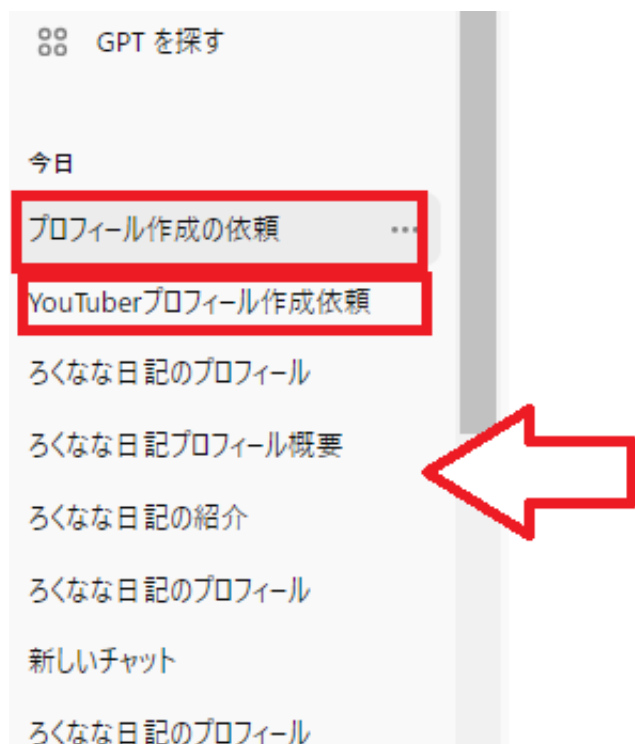 GPT を探す
今日
プロフィール作成の依頼
YouTuberプロフィール作成依頼
ろくなな日記のプロフィール
ろくなな日記プロフィール概要
ろくなな日記の紹介
ろくなな日記のプロフィール
新しいチャット
ろくなな日記のプロフィール